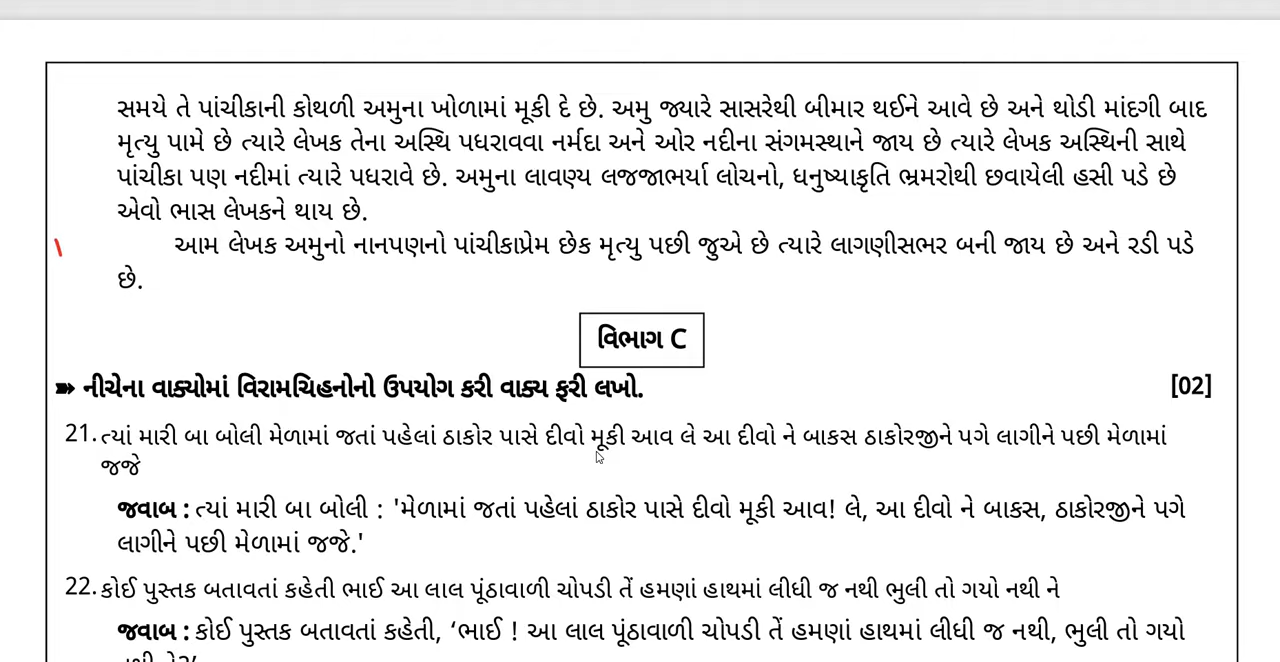 સમયે તે પાંચીકાની કોથળી અમુના ખોળામાં મૂકી દે છે. અમુ જ્યારે સાસરેથી બીમાર થઈને આવે છે અને થોડી માંદગી બાદ
મૃત્યુ પામે છે ત્યારે લેખક તેના અસ્થિ પધરાવવા નર્મદા અને ઓર નદીના સંગમસ્થાને જાય છે ત્યારે લેખક અસ્થિની સાથે
પાંચીકા પણ નદીમાં ત્યારે પધરાવે છે. અમુના લાવણ્ય લજજાભર્યા લોચનો, ધનુષ્યાકૃતિ ભ્રમરોથી છવાયેલી હસી પડે છે
એવો ભાસ લેખકને થાય છે.
આમ લેખક અમુનો નાનપણનો પાંચીકાપ્રેમ છેક મૃત્યુ પછી જુએ છે ત્યારે લાગણીસભર બની જાય છે અને રડી પડે
છે.
વિભાગ C
➽ નીચેના વાક્યોમાં વિરામચિહનોનો ઉપયોગ કરી વાક્ય ફરી લખો. [02]
21. ત્યાં મારી બા બોલી મેળામાં જતાં પહેલાં ઠાકોર પાસે દીવો મૂકી આવ લે આ દીવો ને બાકસ ઠાકોરજીને પગે લાગીને પછી મેળામાં
જજે
જવાબ : ત્યાં મારી બા બોલી : 'મેળામાં જતાં પહેલાં ઠાકોર પાસે દીવો મૂકી આવ! લે, આ દીવો ને બાકસ, ઠાકોરજીને પગે
લાગીને પછી મેળામાં જજે.'
22. કોઈ પુસ્તક બતાવતાં કહેતી ભાઈ આ લાલ પૂંઠાવાળી ચોપડી તેં હમણાં હાથમાં લીધી જ નથી ભુલી તો ગયો નથી ને
જવાબ : કોઈ પુસ્તક બતાવતાં કહેતી, ‘ભાઈ ! આ લાલ પૂંઠાવાળી ચોપડી તેં હમણાં હાથમાં લીધી જ નથી, ભુલી તો ગયો